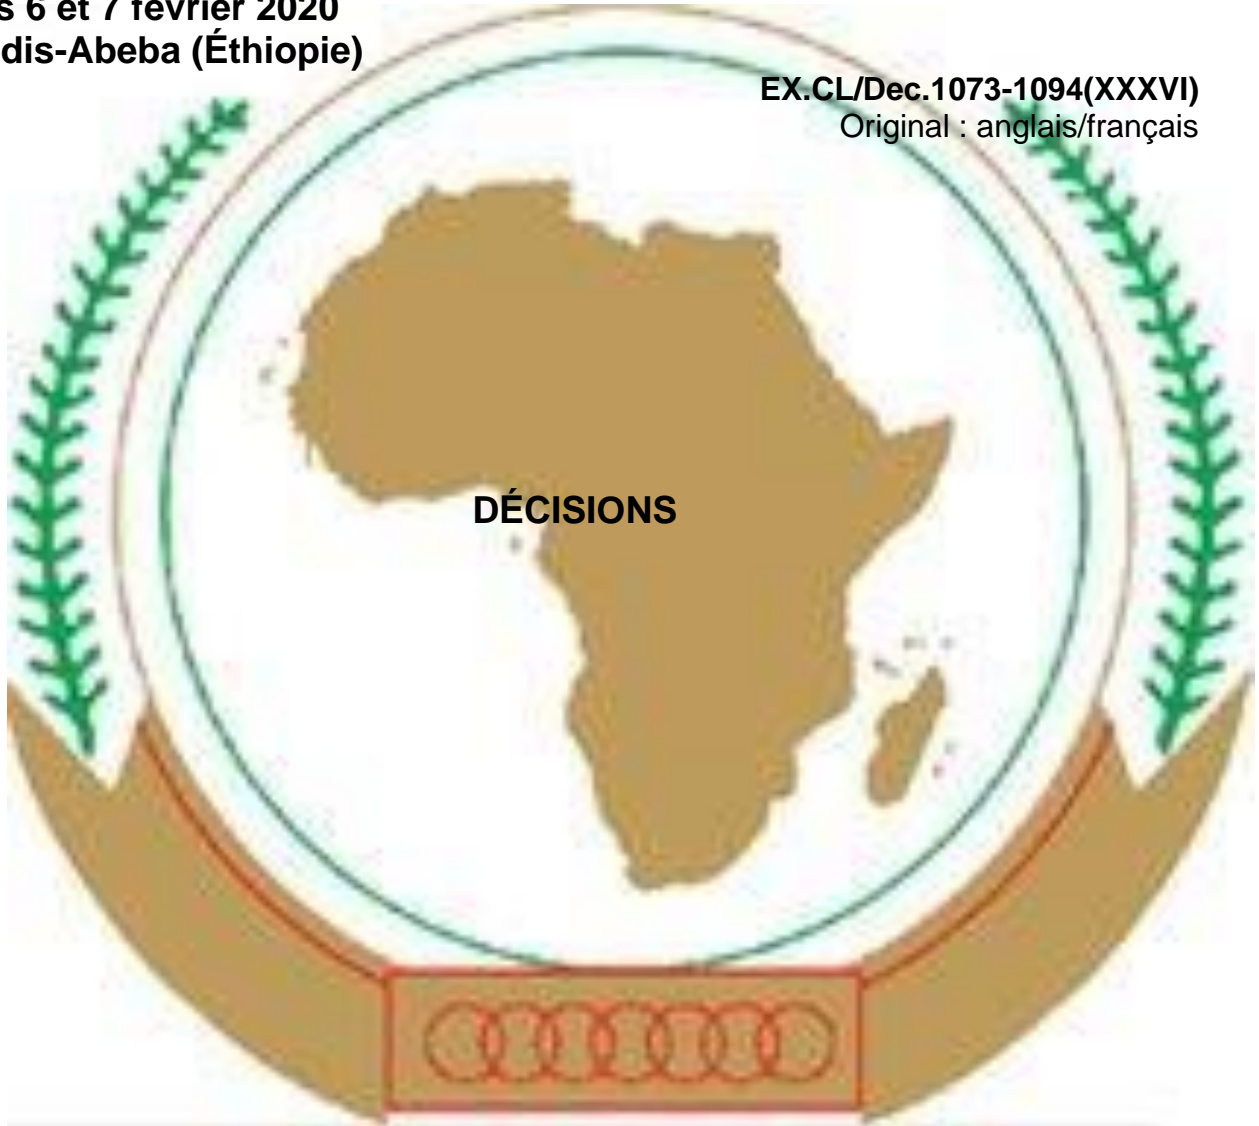 s 6 et 7 février 2020
dis-Abeba (Éthiopie)
EX.CL/Dec.1073-1094(XXXVI)
Original : anglais/français
DÉCISIONS